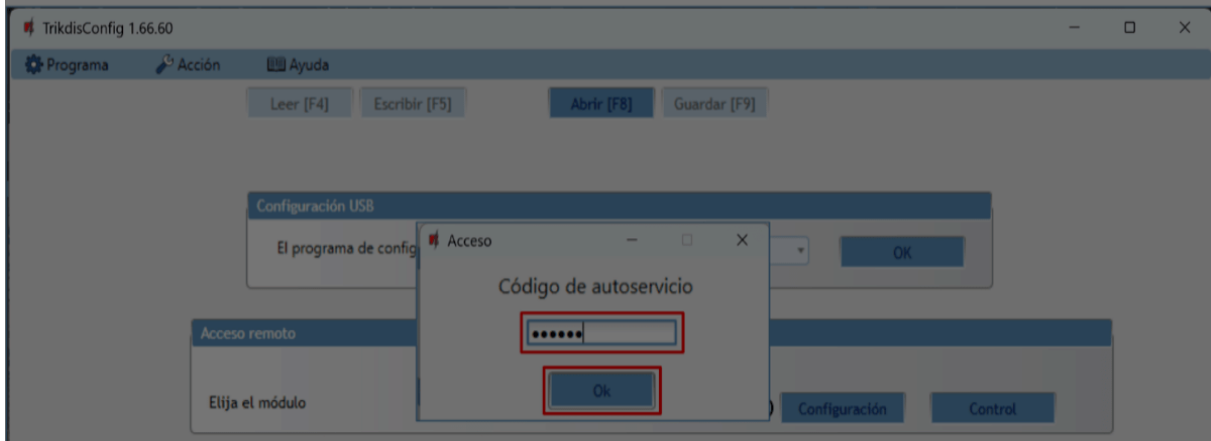 TrikdisConfig 1.66.60
Programa Acción Ayuda
Leer [F4] Escribir [F5] Abrir [F8] Guardar [F9]
Configuración USB
El programa de config
OK
Acceso
Código de autoservicio
••••••
Ok
Acceso remoto
Elija el módulo
) Configuración Control